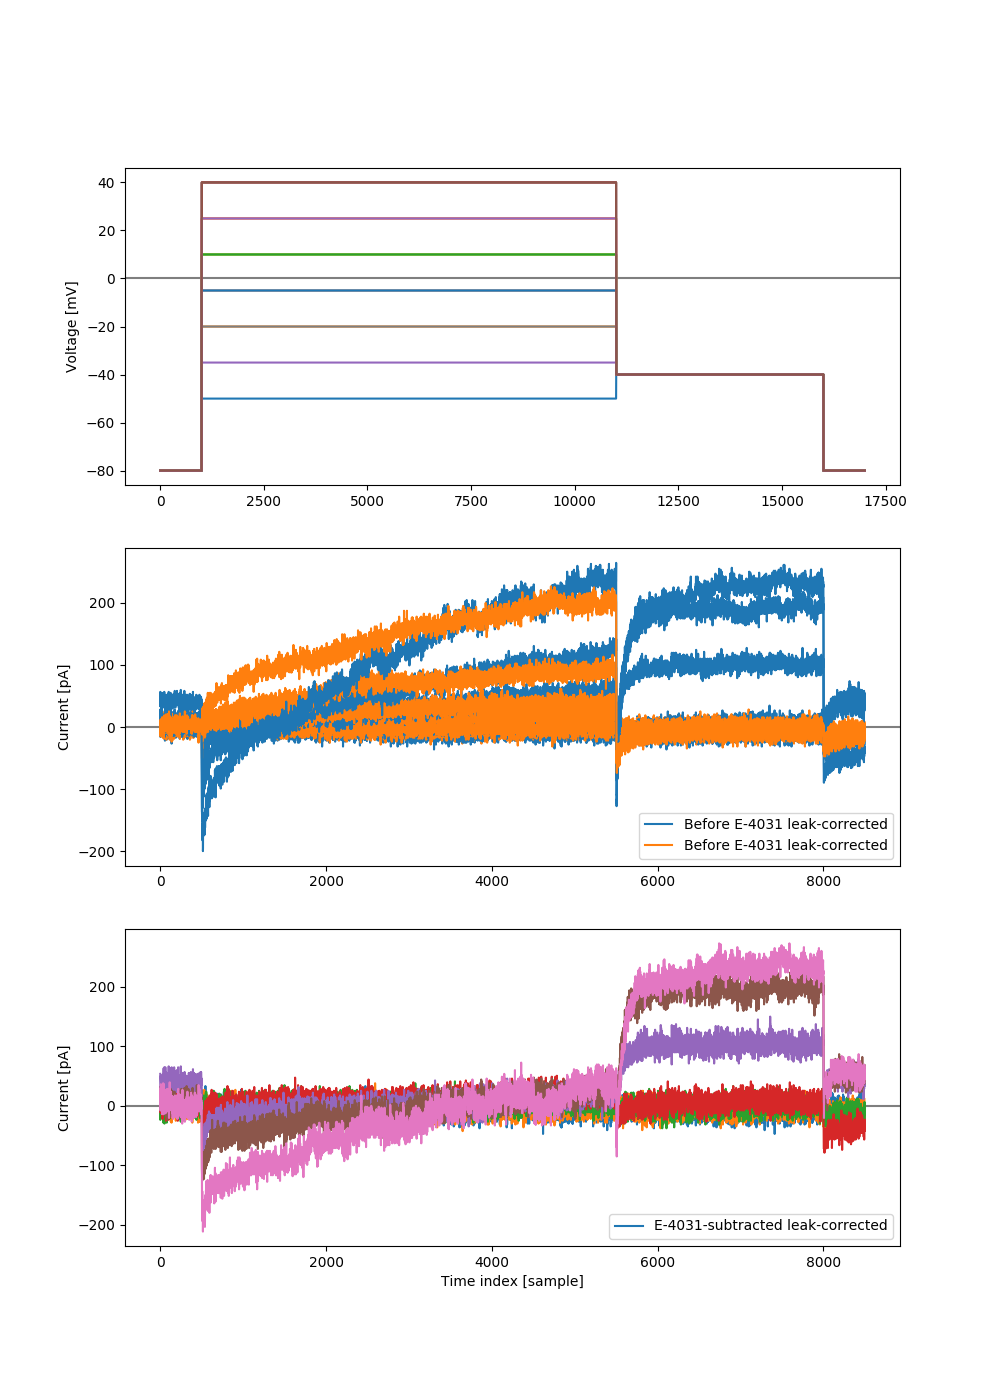 40
20
0
−20
−40
−60
−80
Voltage [mV]
0 2500 5000 7500 10000 12500 15000 17500
200
100
0
−100
−200
Current [pA]
Before E-4031 leak-corrected
Before E-4031 leak-corrected
0 2000 4000 6000 8000
200
100
0
−100
−200
Current [pA]
E-4031-subtracted leak-corrected
0 2000 4000 6000 8000
Time index [sample]